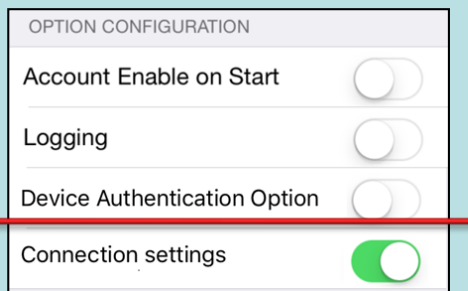 OPTION CONFIGURATION
Account Enable on Start
Logging
Device Authentication Option
Connection settings